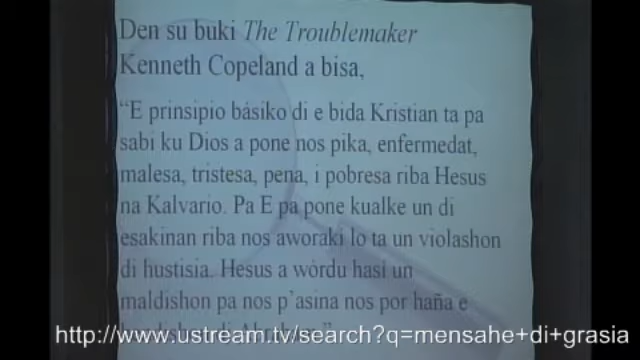 Den su buki The Troublemaker
Kenneth Copeland a bisa,
“E prinsipio básiko di e bida Kristian ta pa
sabi ku Dios a pone nos pika, enfermedat,
malesa, tristesa, pena, i pobresa riba Hesus
na Kalvario. Pa E pa pone kualke un di
esakinan riba nos aworaki lo ta un violashon
di hustisia. Hesus a wòrdu hasí un
maldishon pa nos p`asina nos por haña e
http://www.ustream.tv/search?q=mensahe+di+grasia